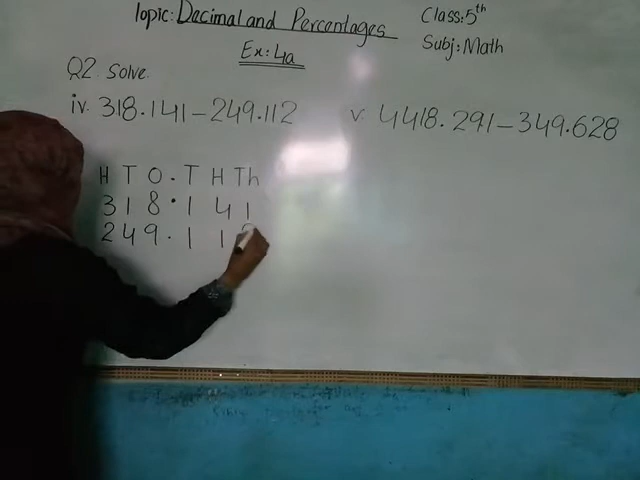 Topic: Decimal and Percentages
Class: 5th
Subj: Math
Ex: 4a
Q2. Solve.
iv. 318.141-249.112
v. 4418.291-349.628
H T O . T H Th
3 1 8 . 1 4 1
2 4 9 . 1 1